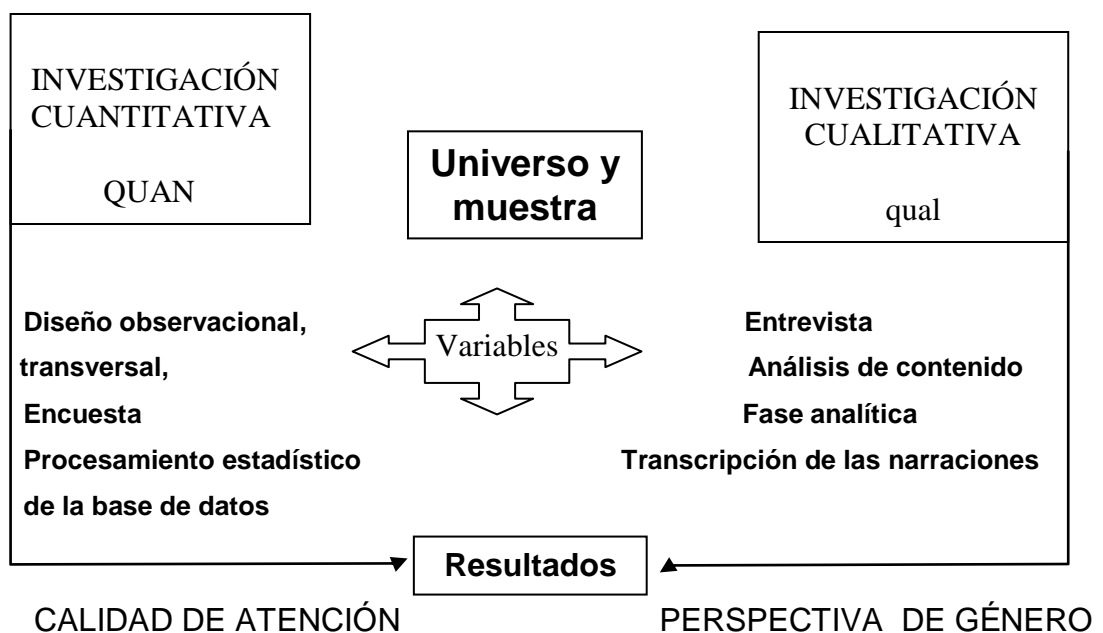 INVESTIGACIÓN
CUANTITATIVA
QUAN
Universo y
muestra
INVESTIGACIÓN
CUALITATIVA
qual
Diseño observacional,
transversal,
Encuesta
Procesamiento estadístico
de la base de datos
Variables
Entrevista
Análisis de contenido
Fase analítica
Transcripción de las narraciones
Resultados
CALIDAD DE ATENCIÓN
PERSPECTIVA DE GÉNERO